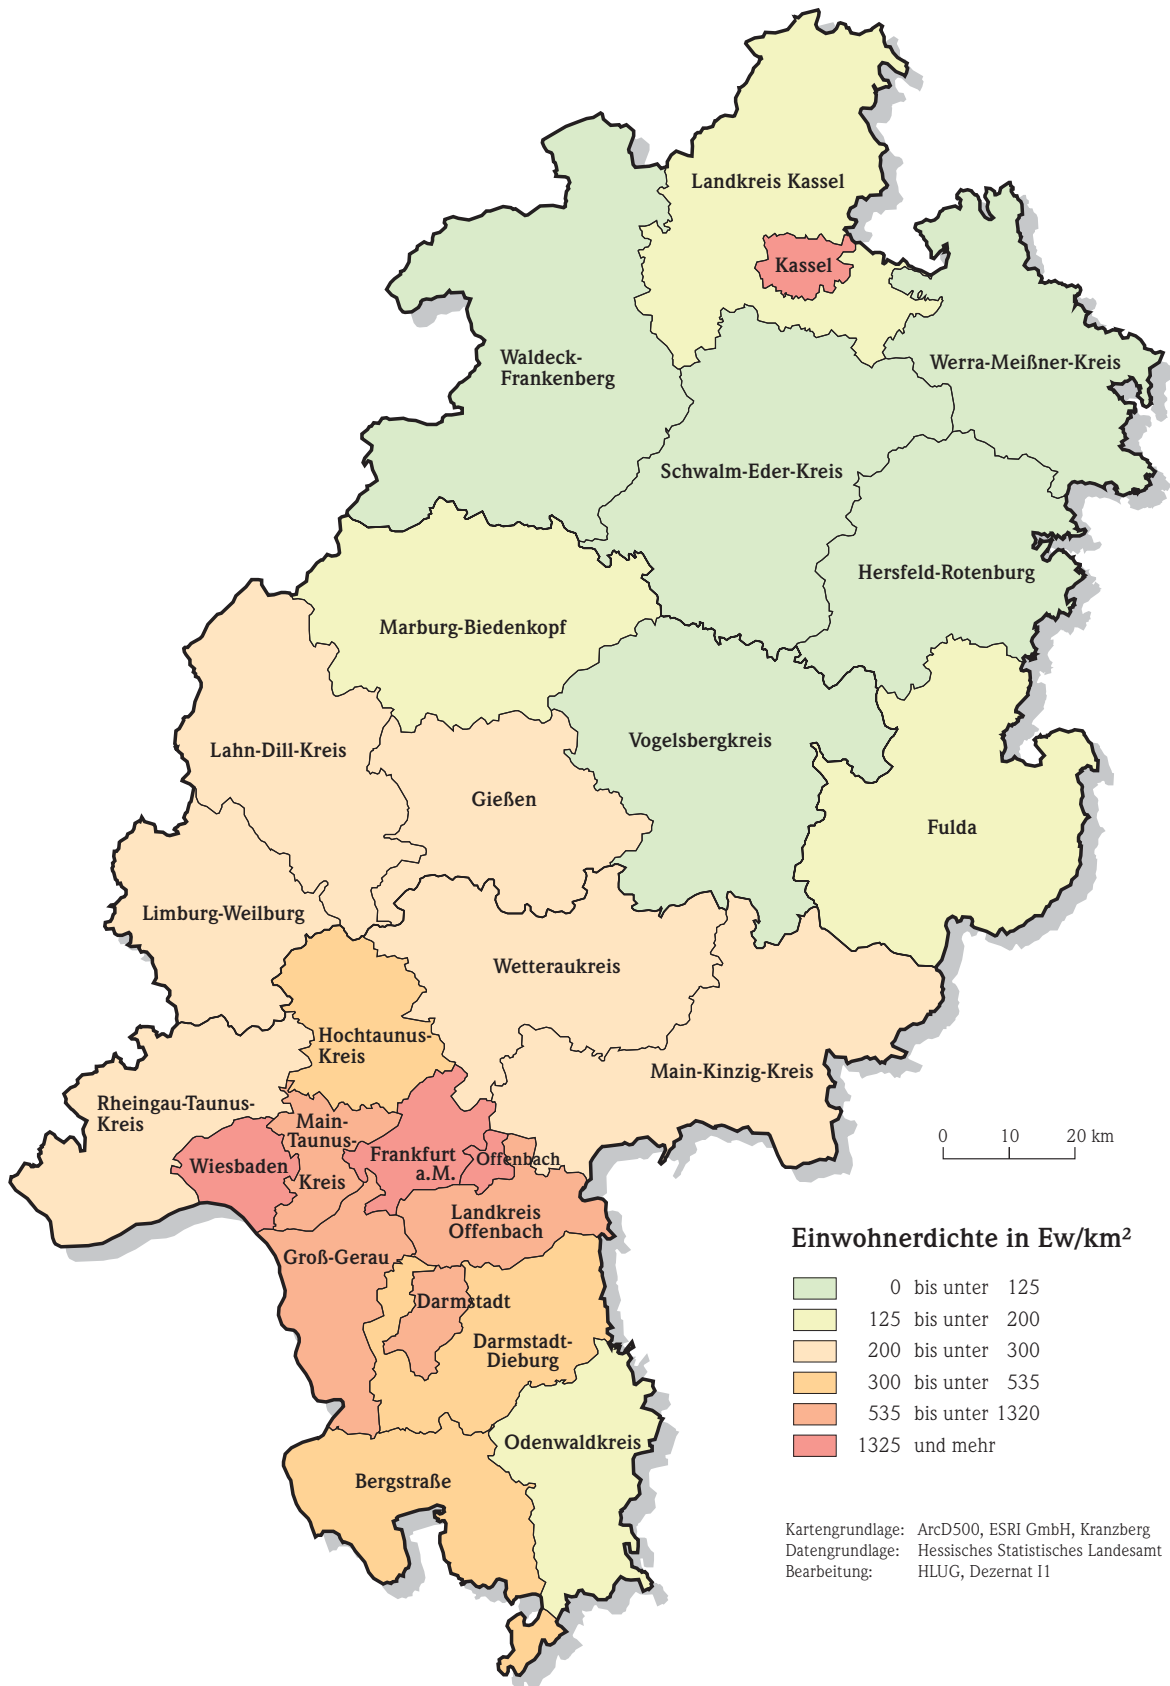 Landkreis Kassel
Kassel
Waldeck-
Frankenberg
Werra-Meißner-Kreis
Schwalm-Eder-Kreis
Hersfeld-Rotenburg
Marburg-Biedenkopf
Lahn-Dill-Kreis
Vogelsbergkreis
Gießen
Fulda
Limburg-Weilburg
Wetteraukreis
Hochtaunus-
Kreis
Main-Kinzig-Kreis
Rheingau-Taunus-
Kreis
Main-
Taunus-
Kreis
Wiesbaden
Frankfurt
a.M.
Offenbach
Landkreis
Offenbach
Groß-Gerau
Darmstadt
Darmstadt-
Dieburg
Odenwaldkreis
Bergstraße
0 10 20 km
Einwohnerdichte in Ew/km²
0 bis unter 125
125 bis unter 200
200 bis unter 300
300 bis unter 535
535 bis unter 1320
1325 und mehr
Kartengrundlage: ArcD500, ESRI GmbH, Kranzberg
Datengrundlage: Hessisches Statistisches Landesamt
Bearbeitung: HLUG, Dezernat I1